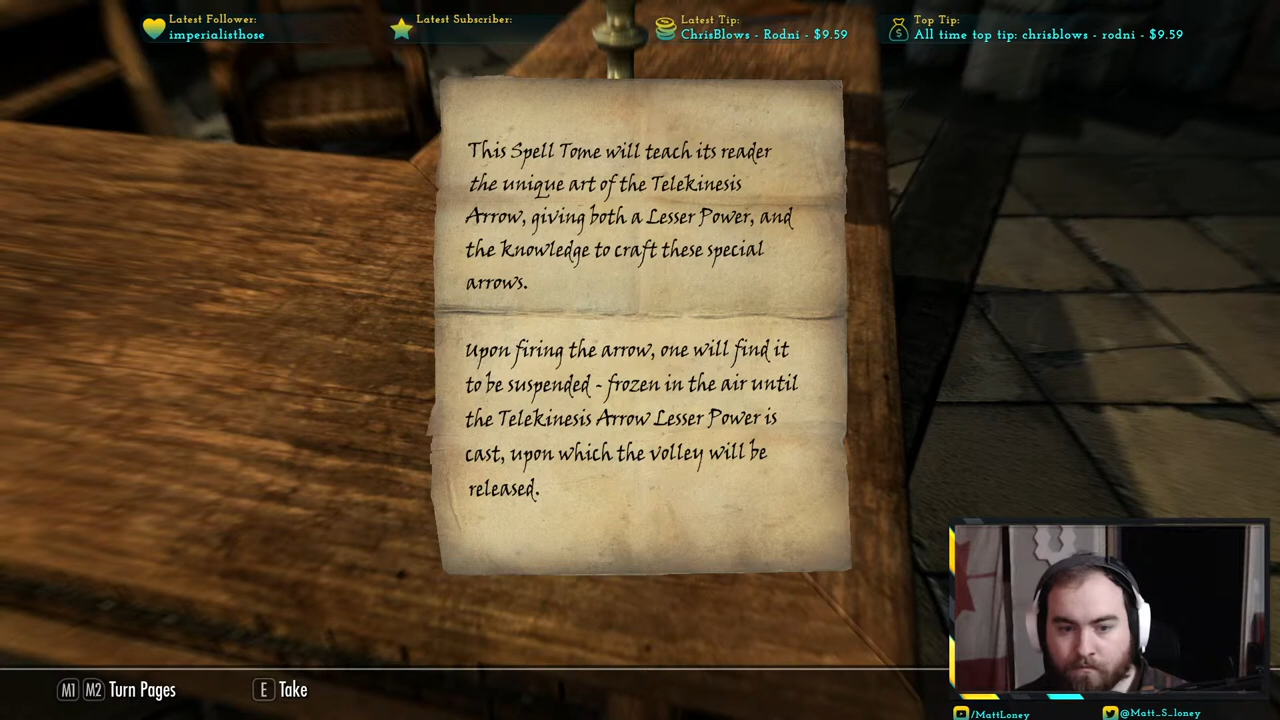 Latest Follower:
imperialisthose
Latest Subscriber:
Latest Tip:
ChrisBlows - Rodni - $9.59
Top Tip:
All time top tip: chrisblows - rodni - $9.59
This Spell Tome will teach its reader
the unique art of the Telekinesis
Arrow, giving both a Lesser Power, and
the knowledge to craft these special
arrows.
Upon firing the arrow, one will find it
to be suspended - frozen in the air until
the Telekinesis Arrow Lesser Power is
cast, upon which the volley will be
released.
M1 M2 Turn Pages
E Take
/MattLoney
@Matt_S_loney